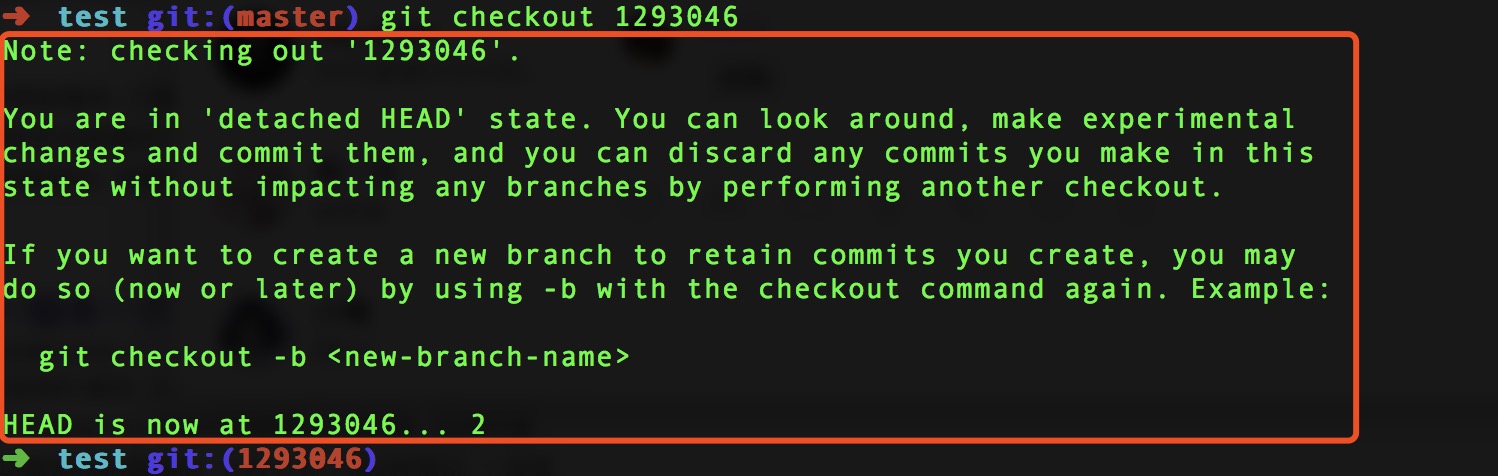 ➜ test git:(master) git checkout 1293046
Note: checking out '1293046'.
You are in 'detached HEAD' state. You can look around, make experimental
changes and commit them, and you can discard any commits you make in this
state without impacting any branches by performing another checkout.
If you want to create a new branch to retain commits you create, you may
do so (now or later) by using -b with the checkout command again. Example:
git checkout -b <new-branch-name>
HEAD is now at 1293046... 2
➜ test git:(1293046)